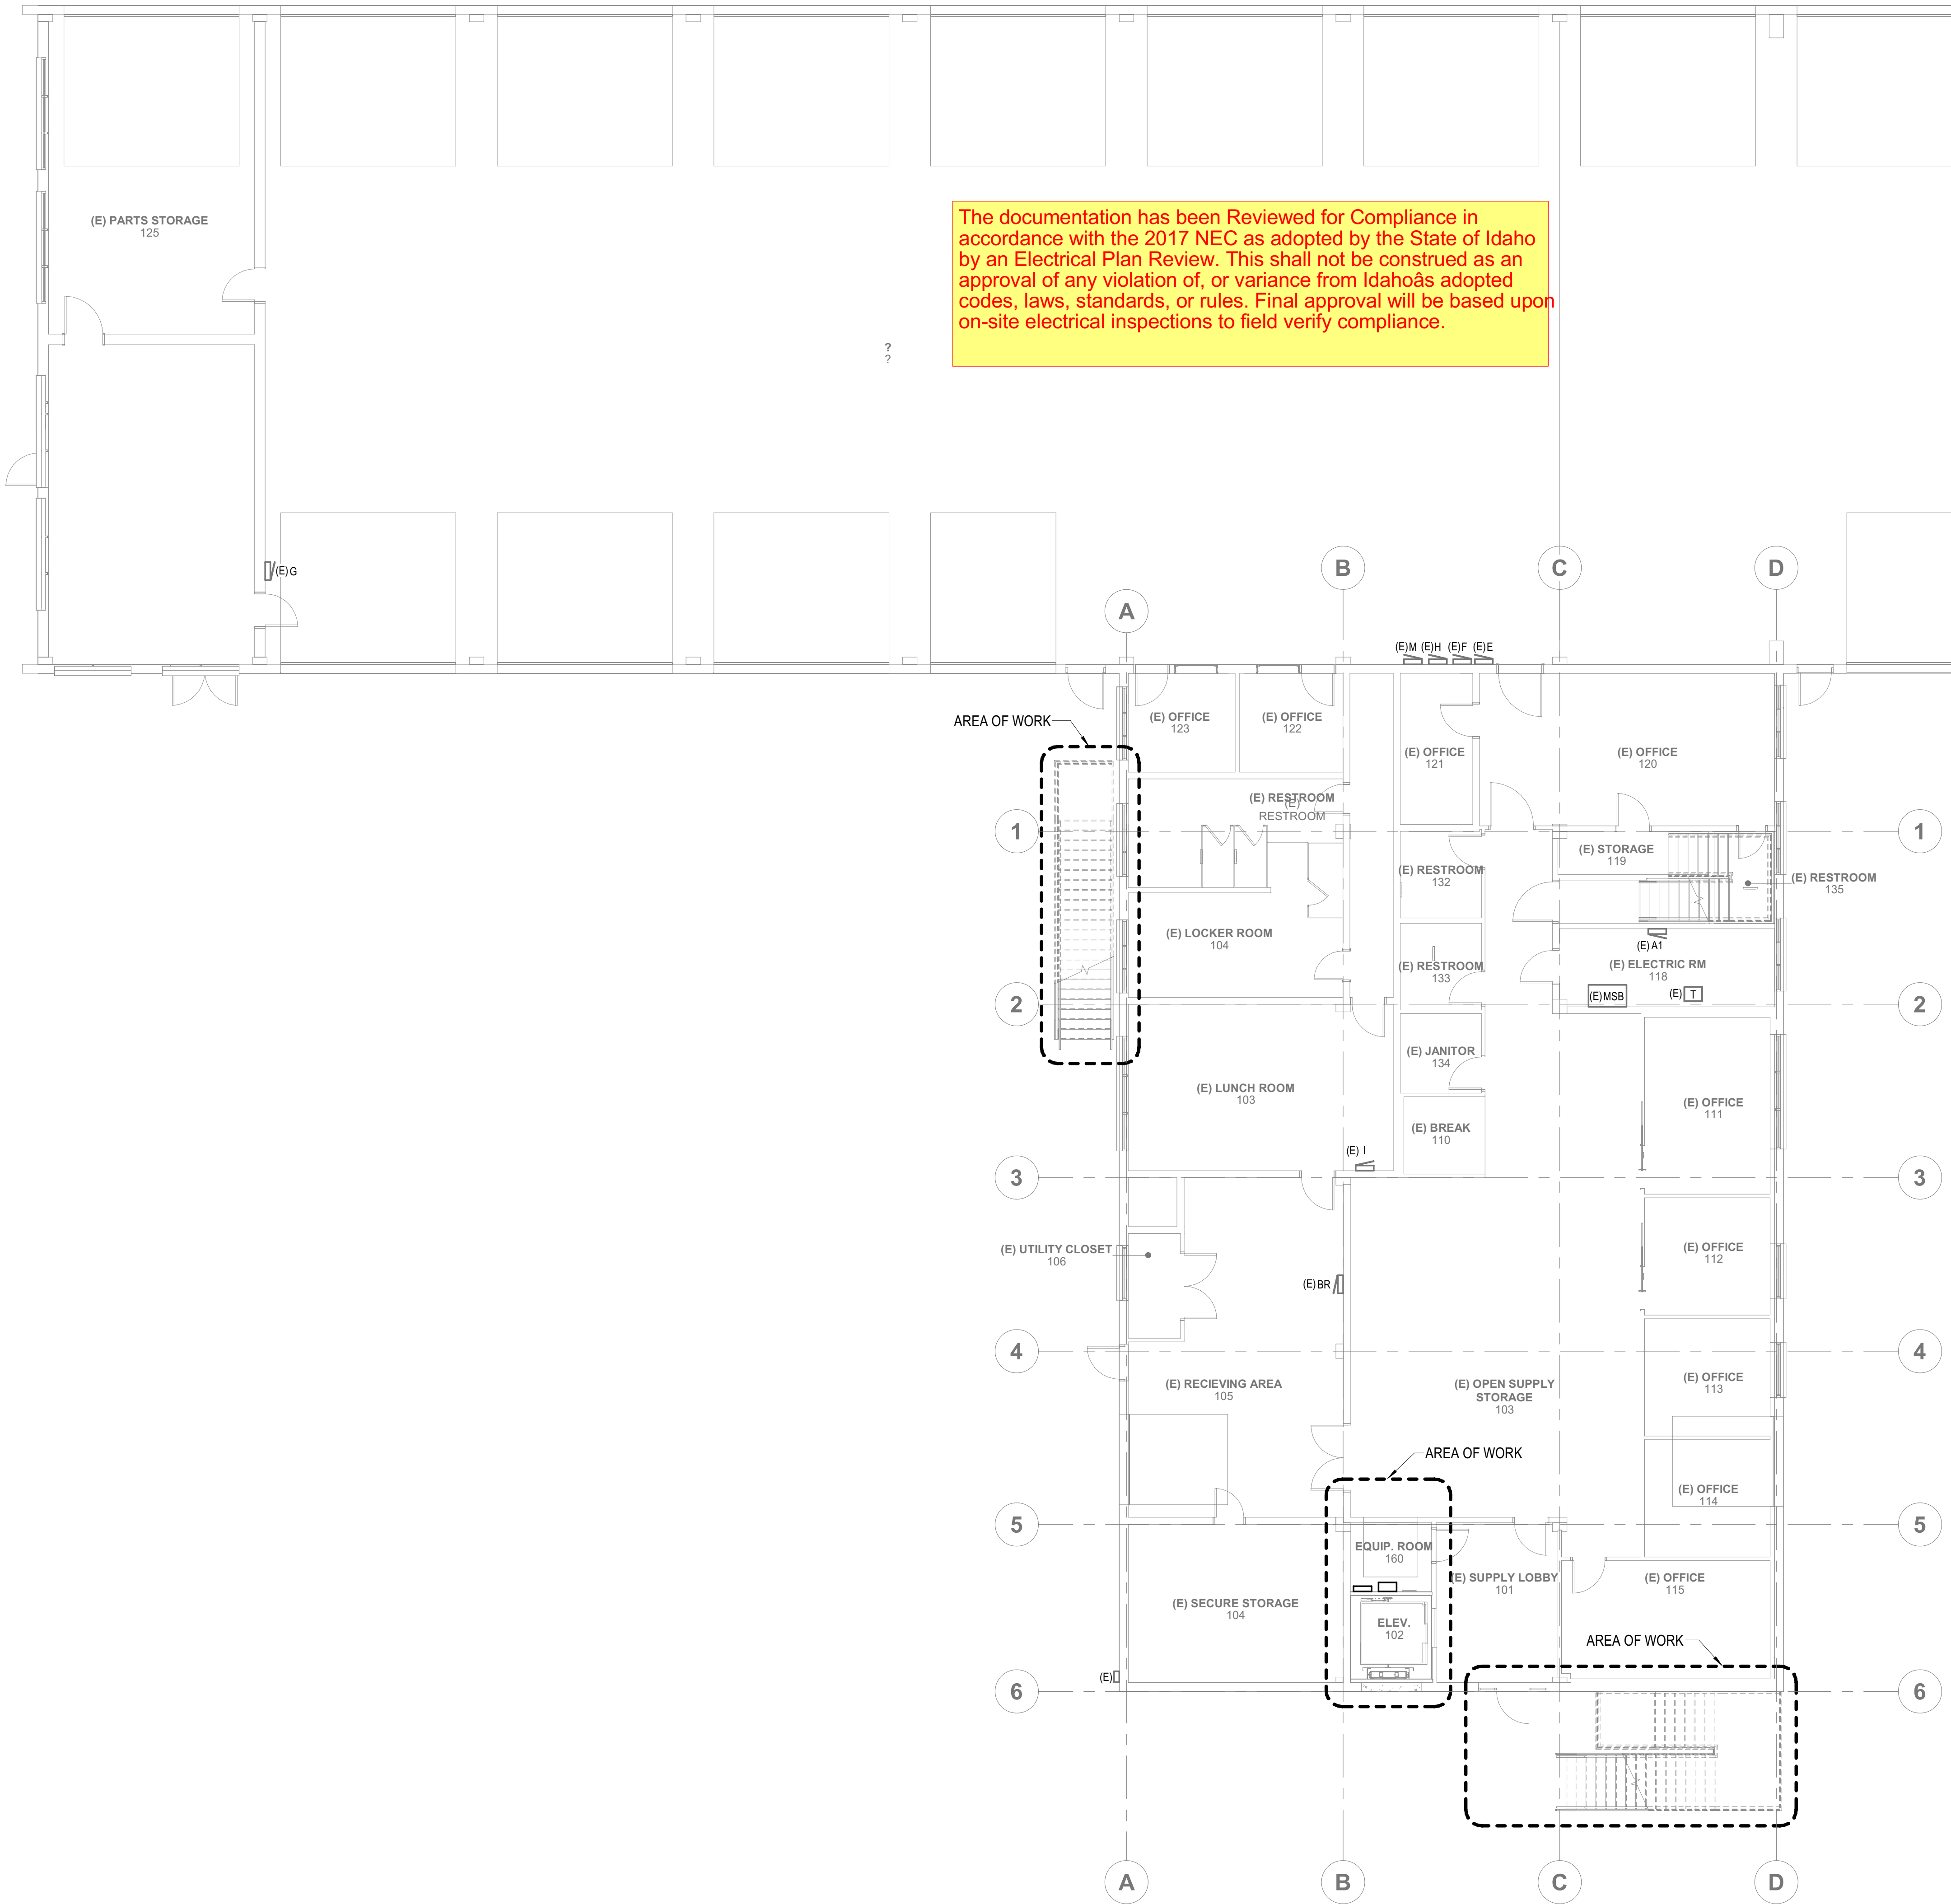 (E) PARTS STORAGE
125
The documentation has been Reviewed for Compliance in
accordance with the 2017 NEC as adopted by the State of Idaho
by an Electrical Plan Review. This shall not be construed as an
approval of any violation of, or variance from Idahoâs adopted
codes, laws, standards, or rules. Final approval will be based upon
on-site electrical inspections to field verify compliance.
?
?
(E) G
B
C
D
A
(E) M (E) H (E) F (E) E
AREA OF WORK
(E) OFFICE
123
(E) OFFICE
122
(E) OFFICE
121
(E) OFFICE
120
(E) RESTROOM
(E)
RESTROOM
1
1
(E) STORAGE
119
(E) RESTROOM
132
(E) RESTROOM
135
(E) LOCKER ROOM
104
(E) A1
(E) RESTROOM
133
(E) ELECTRIC RM
118
(E) MSB
(E) T
2
2
(E) JANITOR
134
(E) LUNCH ROOM
103
(E) OFFICE
111
(E) BREAK
110
(E) I
3
3
(E) UTILITY CLOSET
106
(E) OFFICE
112
(E) BR
4
4
(E) RECIEVING AREA
105
(E) OPEN SUPPLY
STORAGE
103
(E) OFFICE
113
AREA OF WORK
(E) OFFICE
114
5
5
EQUIP. ROOM
160
(E) SUPPLY LOBBY
101
(E) OFFICE
115
(E) SECURE STORAGE
104
ELEV.
102
AREA OF WORK
(E)
6
6
A
B
C
D